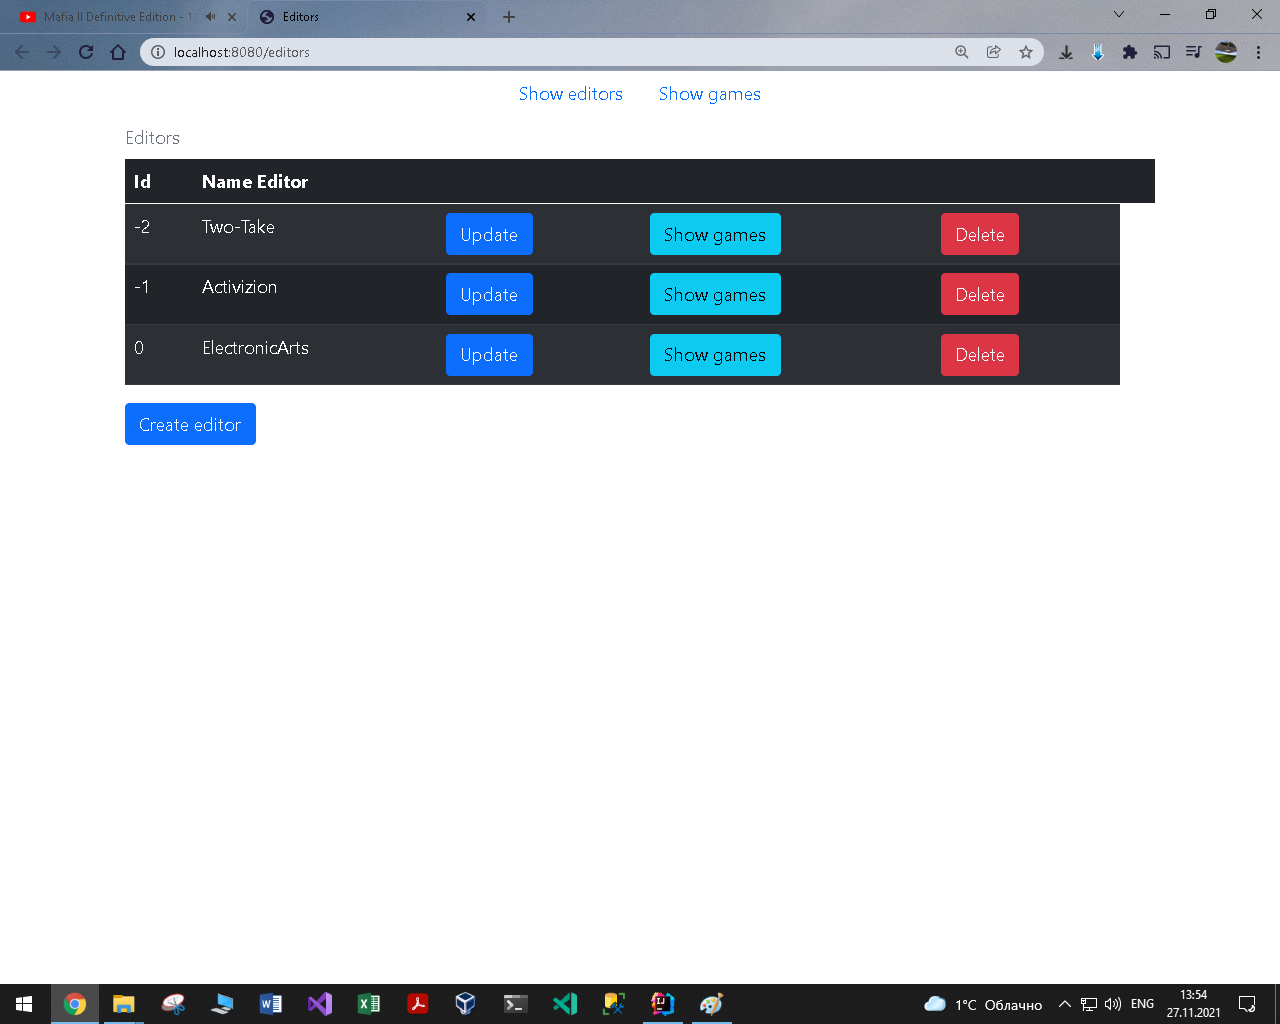 Mafia II Definitive Edition - 1
Editors
localhost:8080/editors
Show editors Show games
Editors
Id Name Editor
-2 Two-Take Update Show games Delete
-1 Activizion Update Show games Delete
0 ElectronicArts Update Show games Delete
Create editor
1°C Облачно ENG 13:54
27.11.2021